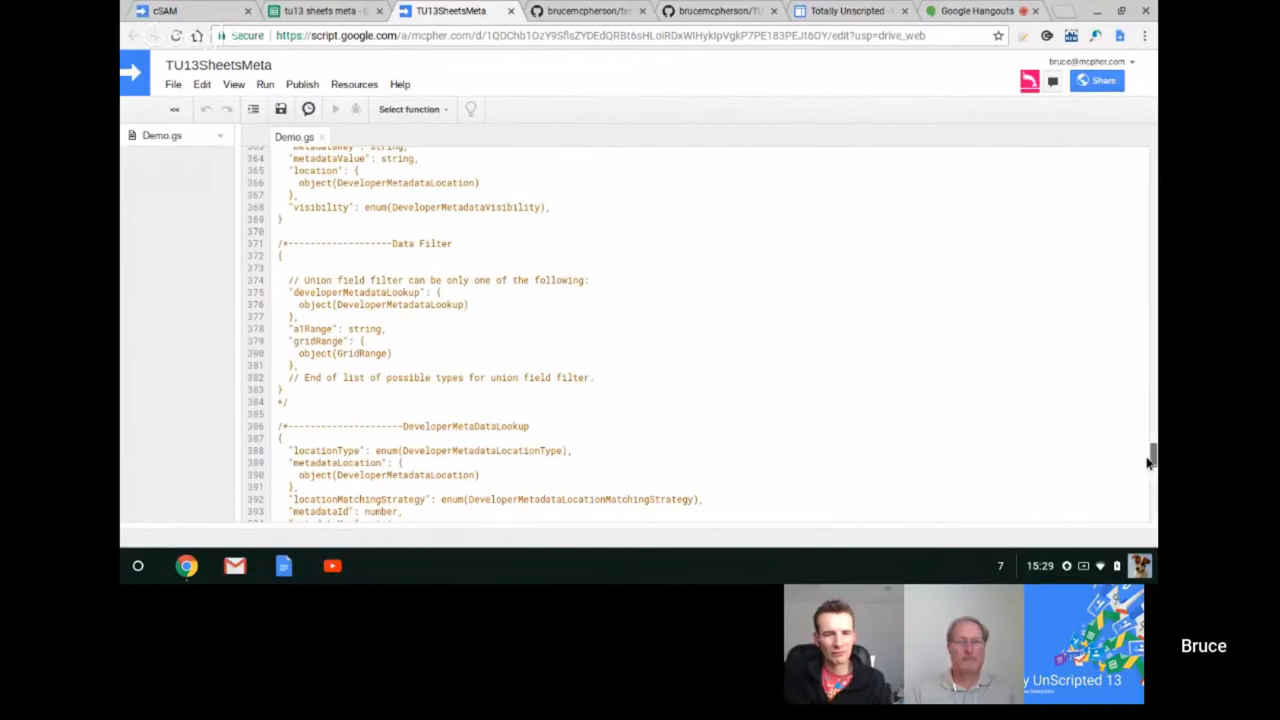 cSAM
tu13 sheets meta -
TU13SheetsMeta
brucemcpherson/te
brucemcpherson/TU
Totally Unscripted -
Google Hangouts
Secure https://script.google.com/a/mcpher.com/d/
/edit?usp=drive_web
TU13SheetsMeta
bruce@mcpher.com
File Edit View Run Publish Resources Help
Share
<<
Select function
Demo.gs
Demo.gs
363 "metadataKey": string,
364 "metadataValue": string,
365 "location": {
366 object(DeveloperMetadataLocation)
367 },
368 "visibility": enum(DeveloperMetadataVisibility),
369 }
370
371 /*-------------------Data Filter
372 {
373
374 // Union field filter can be only one of the following:
375 "developerMetadataLookup": {
376 object(DeveloperMetadataLookup)
377 },
378 "a1Range": string,
379 "gridRange": {
380 object(GridRange)
381 },
382 // End of list of possible types for union field filter.
383 }
384 */
385
386 /*---------------------DeveloperMetaDataLookup
387 {
388 "locationType": enum(DeveloperMetadataLocationType),
389 "metadataLocation": {
390 object(DeveloperMetadataLocation)
391 },
392 "locationMatchingStrategy": enum(DeveloperMetadataLocationMatchingStrategy),
393 "metadataId": number,
7
15:29
y UnScripted 13
Bruce